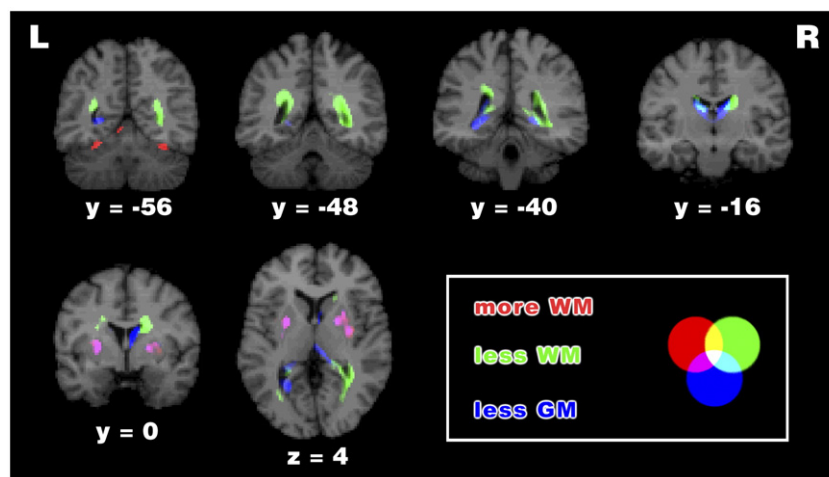 L
R
y = -56
y = -48
y = -40
y = -16
y = 0
z = 4
more WM
less WM
less GM